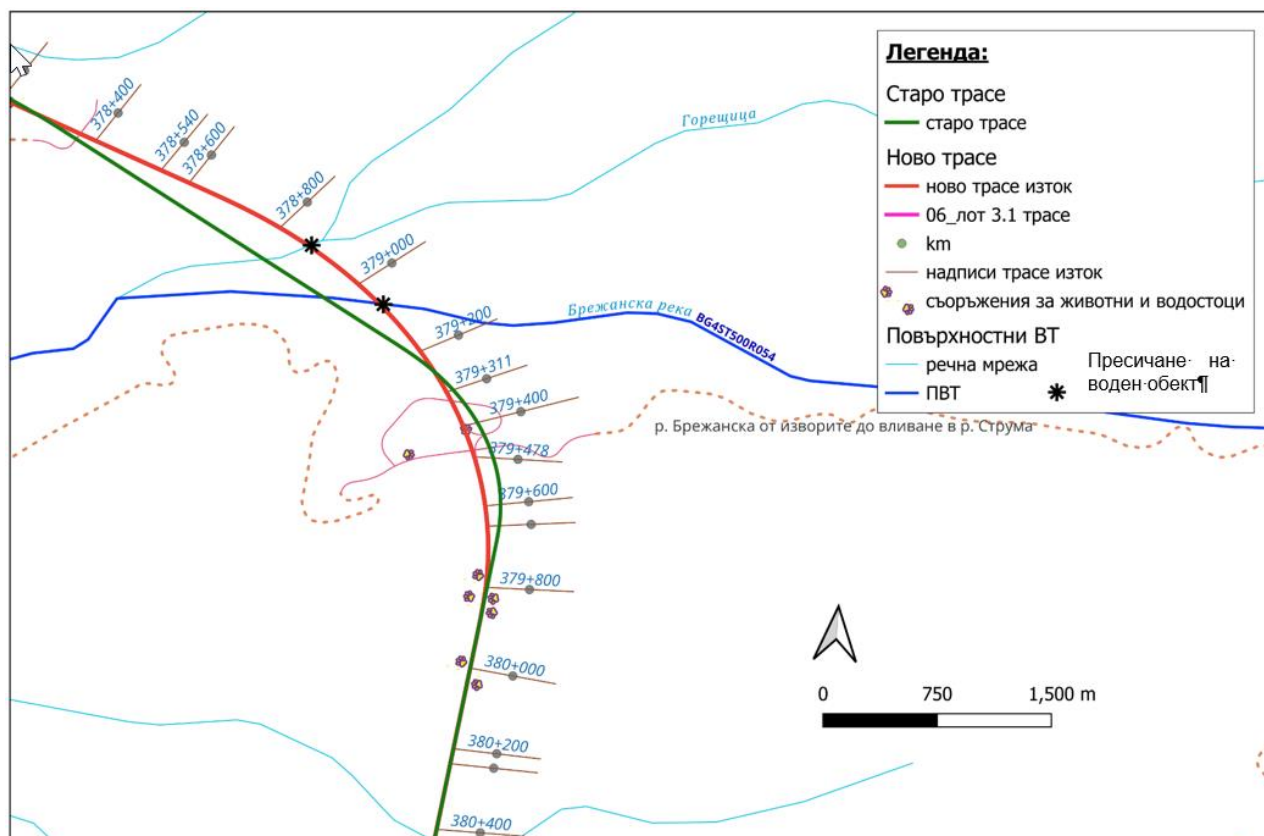 378+400
378+540
378+600
378+800
379+000
379+200
379+311
379+400
379+478
379+600
379+800
380+000
380+200
380+400
Горещица
Брежанска река
BG4ST500R054
р. Брежанска от изворите до вливане в р. Струма
Легенда:
Старо трасе
старо трасе
Ново трасе
ново трасе изток
06_лот 3.1 трасе
km
надписи трасе изток
съоръжения за животни и водостоци
Повърхностни ВТ
речна мрежа
ПВТ
Пресичане· на·
воден·обект¶
0 750 1,500 m